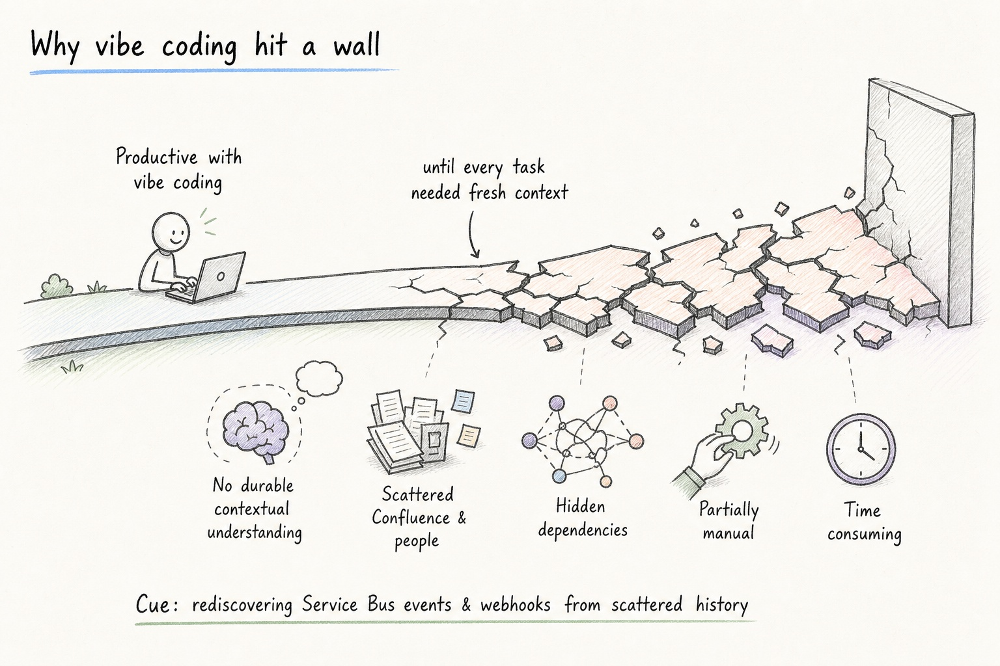 Why vibe coding hit a wall
Productive with
vibe coding
until every task
needed fresh context
No durable
contextual
understanding
Scattered
Confluence &
people
Hidden
dependencies
Partially
manual
Time
consuming
Cue: rediscovering Service Bus events & webhooks from scattered history